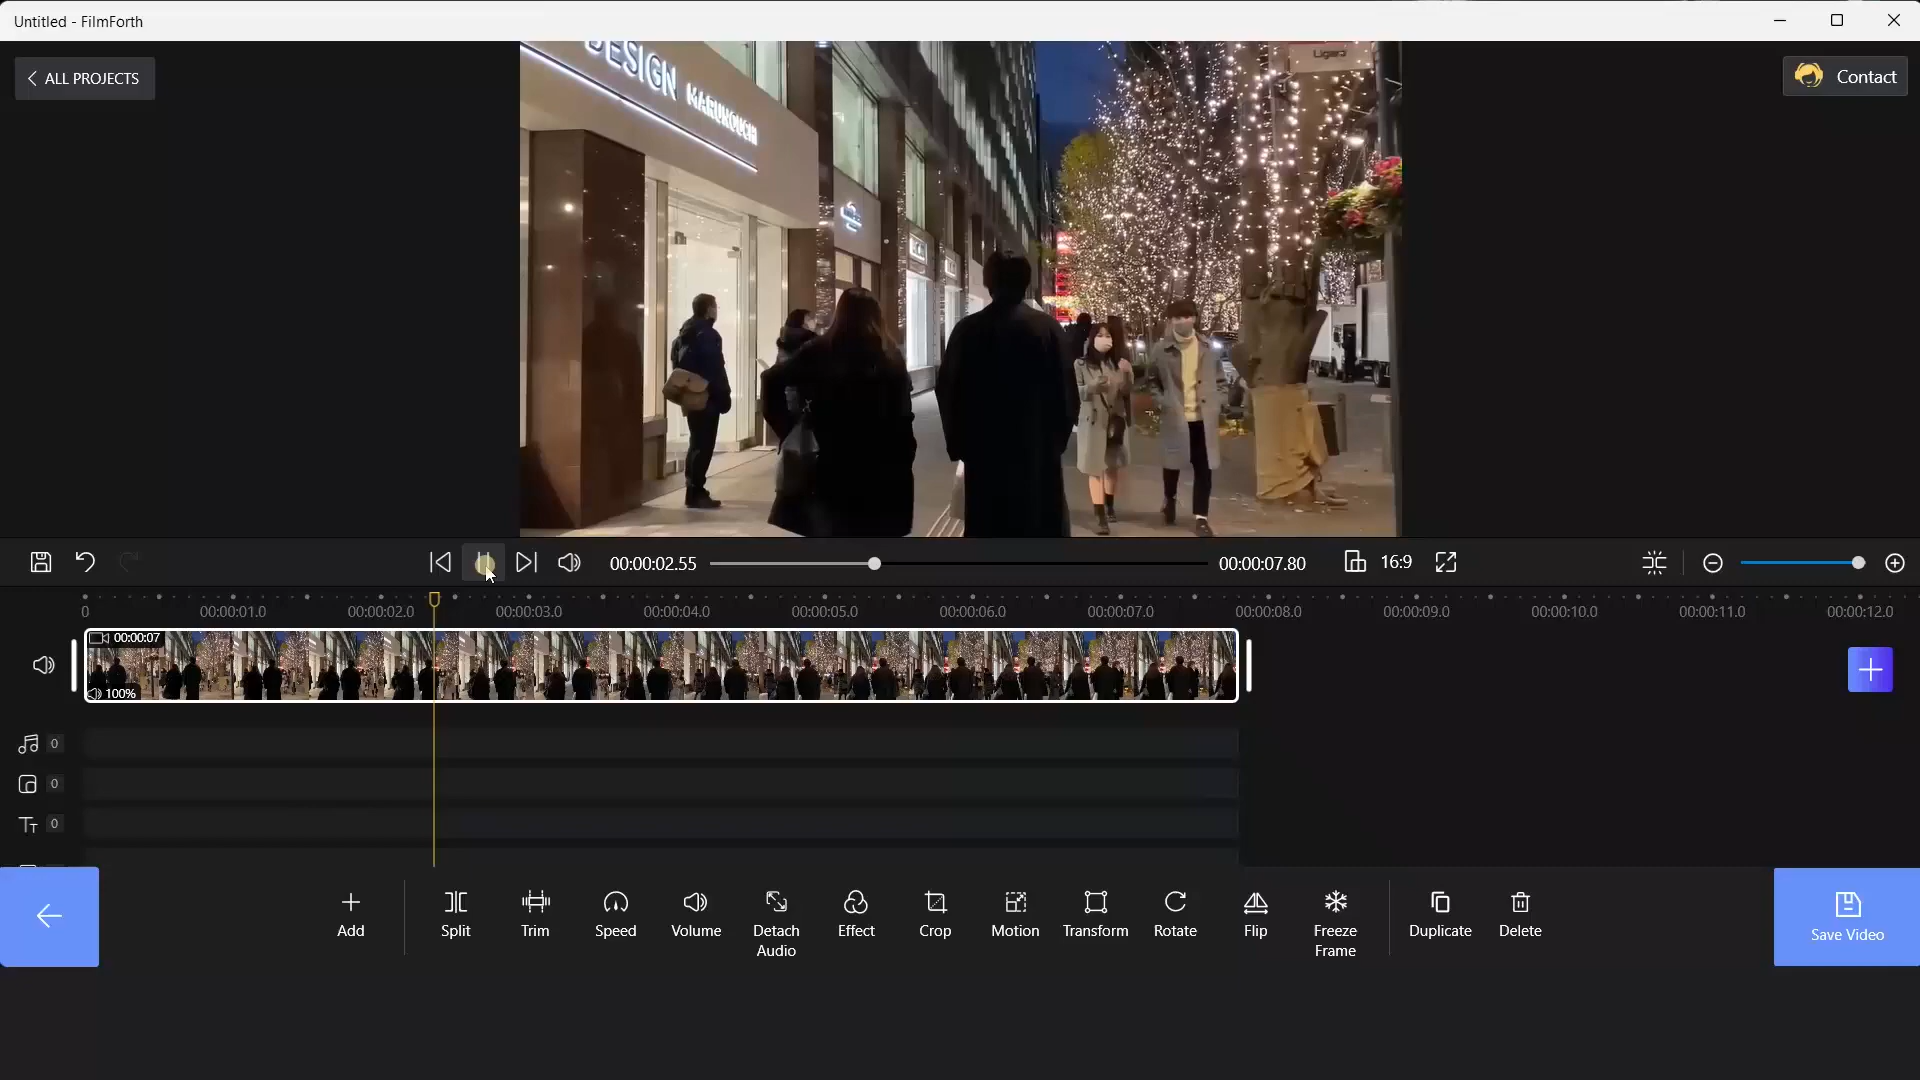 Untitled - FilmForth
ALL PROJECTS
Contact
DESIGN MARUNOUCHI
00:00:02.55
00:00:07.80
16:9
0
00:00:01.0
00:00:02.0
00:00:03.0
00:00:04.0
00:00:05.0
00:00:06.0
00:00:07.0
00:00:08.0
00:00:09.0
00:00:10.0
00:00:11.0
00:00:12.0
00:00:07
100%
0
0
0
Add
Split
Trim
Speed
Volume
Detach
Audio
Effect
Crop
Motion
Transform
Rotate
Flip
Freeze
Frame
Duplicate
Delete
Save Video